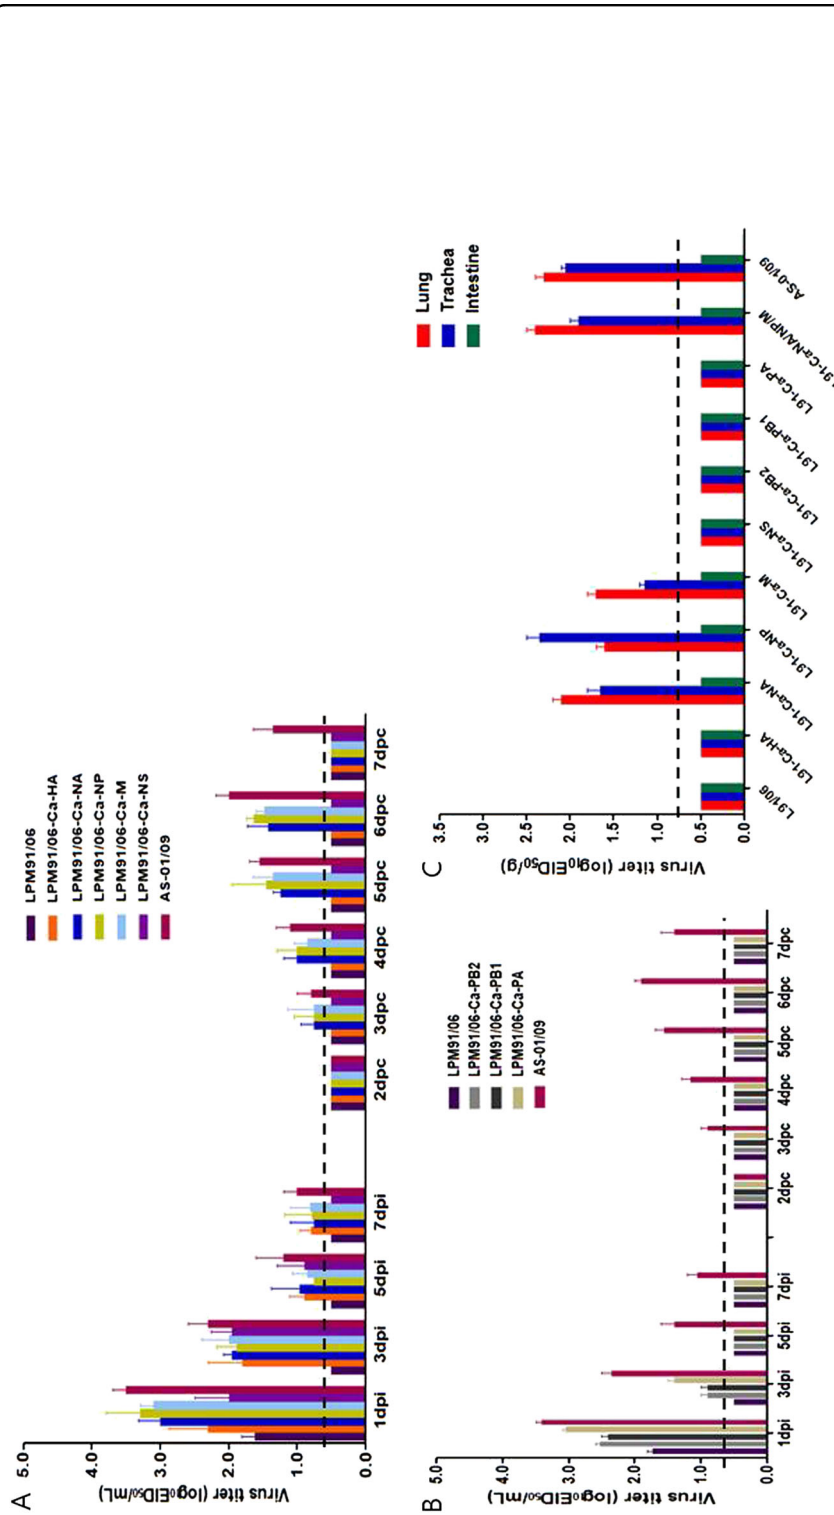 A
Virus titer (log₁₀EID₅₀/mL)
5.0
4.0
3.0
2.0
1.0
0.0
1dpi
3dpi
5dpi
7dpi
2dpc
3dpc
4dpc
5dpc
6dpc
7dpc
LPM91/06
LPM91/06-Ca-HA
LPM91/06-Ca-NA
LPM91/06-Ca-NP
LPM91/06-Ca-M
LPM91/06-Ca-NS
AS-01/09
B
Virus titer (log₁₀EID₅₀/mL)
5.0
4.0
3.0
2.0
1.0
0.0
1dpi
3dpi
5dpi
7dpi
2dpc
3dpc
4dpc
5dpc
6dpc
7dpc
LPM91/06
LPM91/06-Ca-PB2
LPM91/06-Ca-PB1
LPM91/06-Ca-PA
AS-01/09
C
Virus titer (log₁₀EID₅₀/g)
3.5
3.0
2.5
2.0
1.5
1.0
0.5
0.0
L91/06
L91-Ca-HA
L91-Ca-NA
L91-Ca-NP
L91-Ca-M
L91-Ca-NS
L91-Ca-PB2
L91-Ca-PB1
L91-Ca-PA
L91-Ca-NA/NP/M
AS-01/09
Lung
Trachea
Intestine